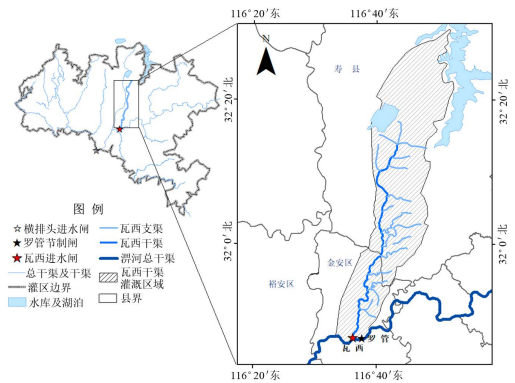 116°20′东
116°40′东
N
寿 县
32°20′北
32°20′北
图 例
横排头进水闸
罗管节制闸
瓦西进水闸
总干渠及干渠
灌区边界
水库及湖泊
瓦西支渠
瓦西干渠
淠河总干渠
瓦西干渠
灌溉区域
县界
32°0′北
32°0′北
金安区
裕安区
罗 管
瓦 西
116°20′东
116°40′东